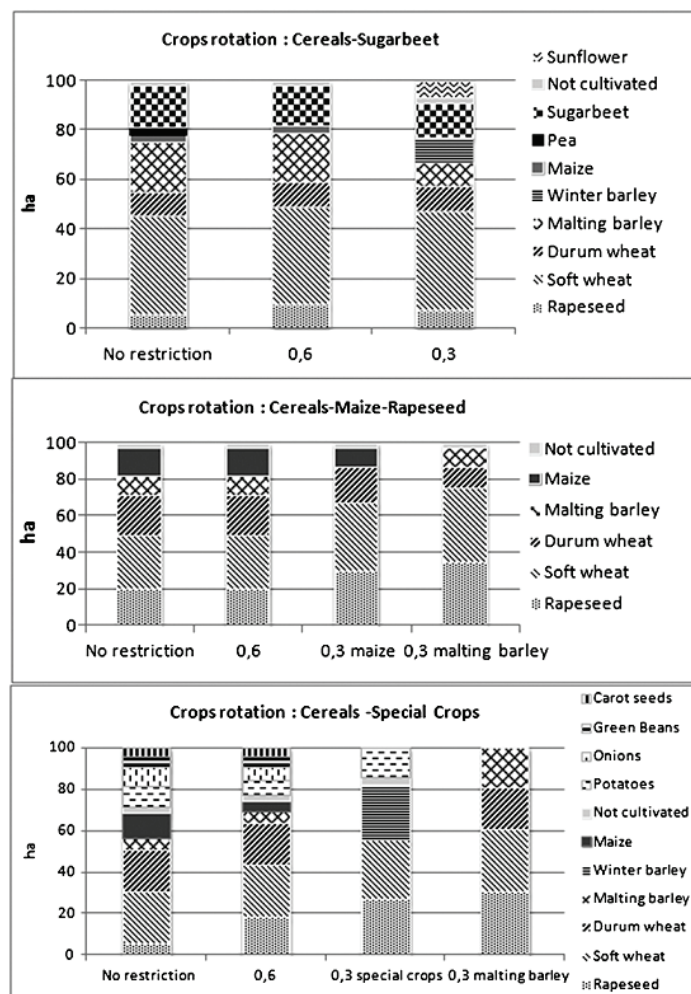 Crops rotation : Cereals-Sugarbeet
100
80
60
40
20
0
ha
No restriction
0,6
0,3
Sunflower
Not cultivated
Sugarbeet
Pea
Maize
Winter barley
Malting barley
Durum wheat
Soft wheat
Rapeseed
Crops rotation : Cereals-Maize-Rapeseed
100
80
60
40
20
0
ha
No restriction
0,6
0,3 maize
0,3 malting barley
Not cultivated
Maize
Malting barley
Durum wheat
Soft wheat
Rapeseed
Crops rotation : Cereals -Special Crops
100
80
60
40
20
0
ha
No restriction
0,6
0,3 special crops
0,3 malting barley
Carot seeds
Green Beans
Onions
Potatoes
Not cultivated
Maize
Winter barley
Malting barley
Durum wheat
Soft wheat
Rapeseed